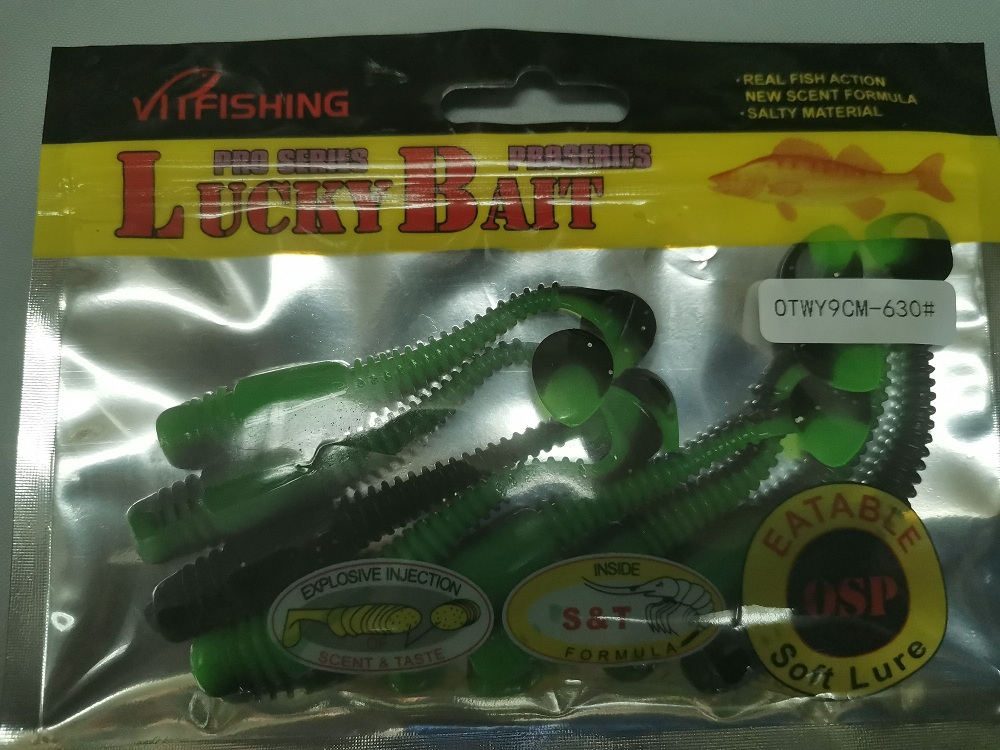 VITFISHING
·REAL FISH ACTION
NEW SCENT FORMULA
·SALTY MATERIAL
PRO SERIES PROSERIES
LUCKY BAIT
OTWY9CM-630#
EXPLOSIVE INJECTION
OF
SCENT & TASTE
INSIDE
S & T
FORMULA
EATABLE
OSP
Soft Lure